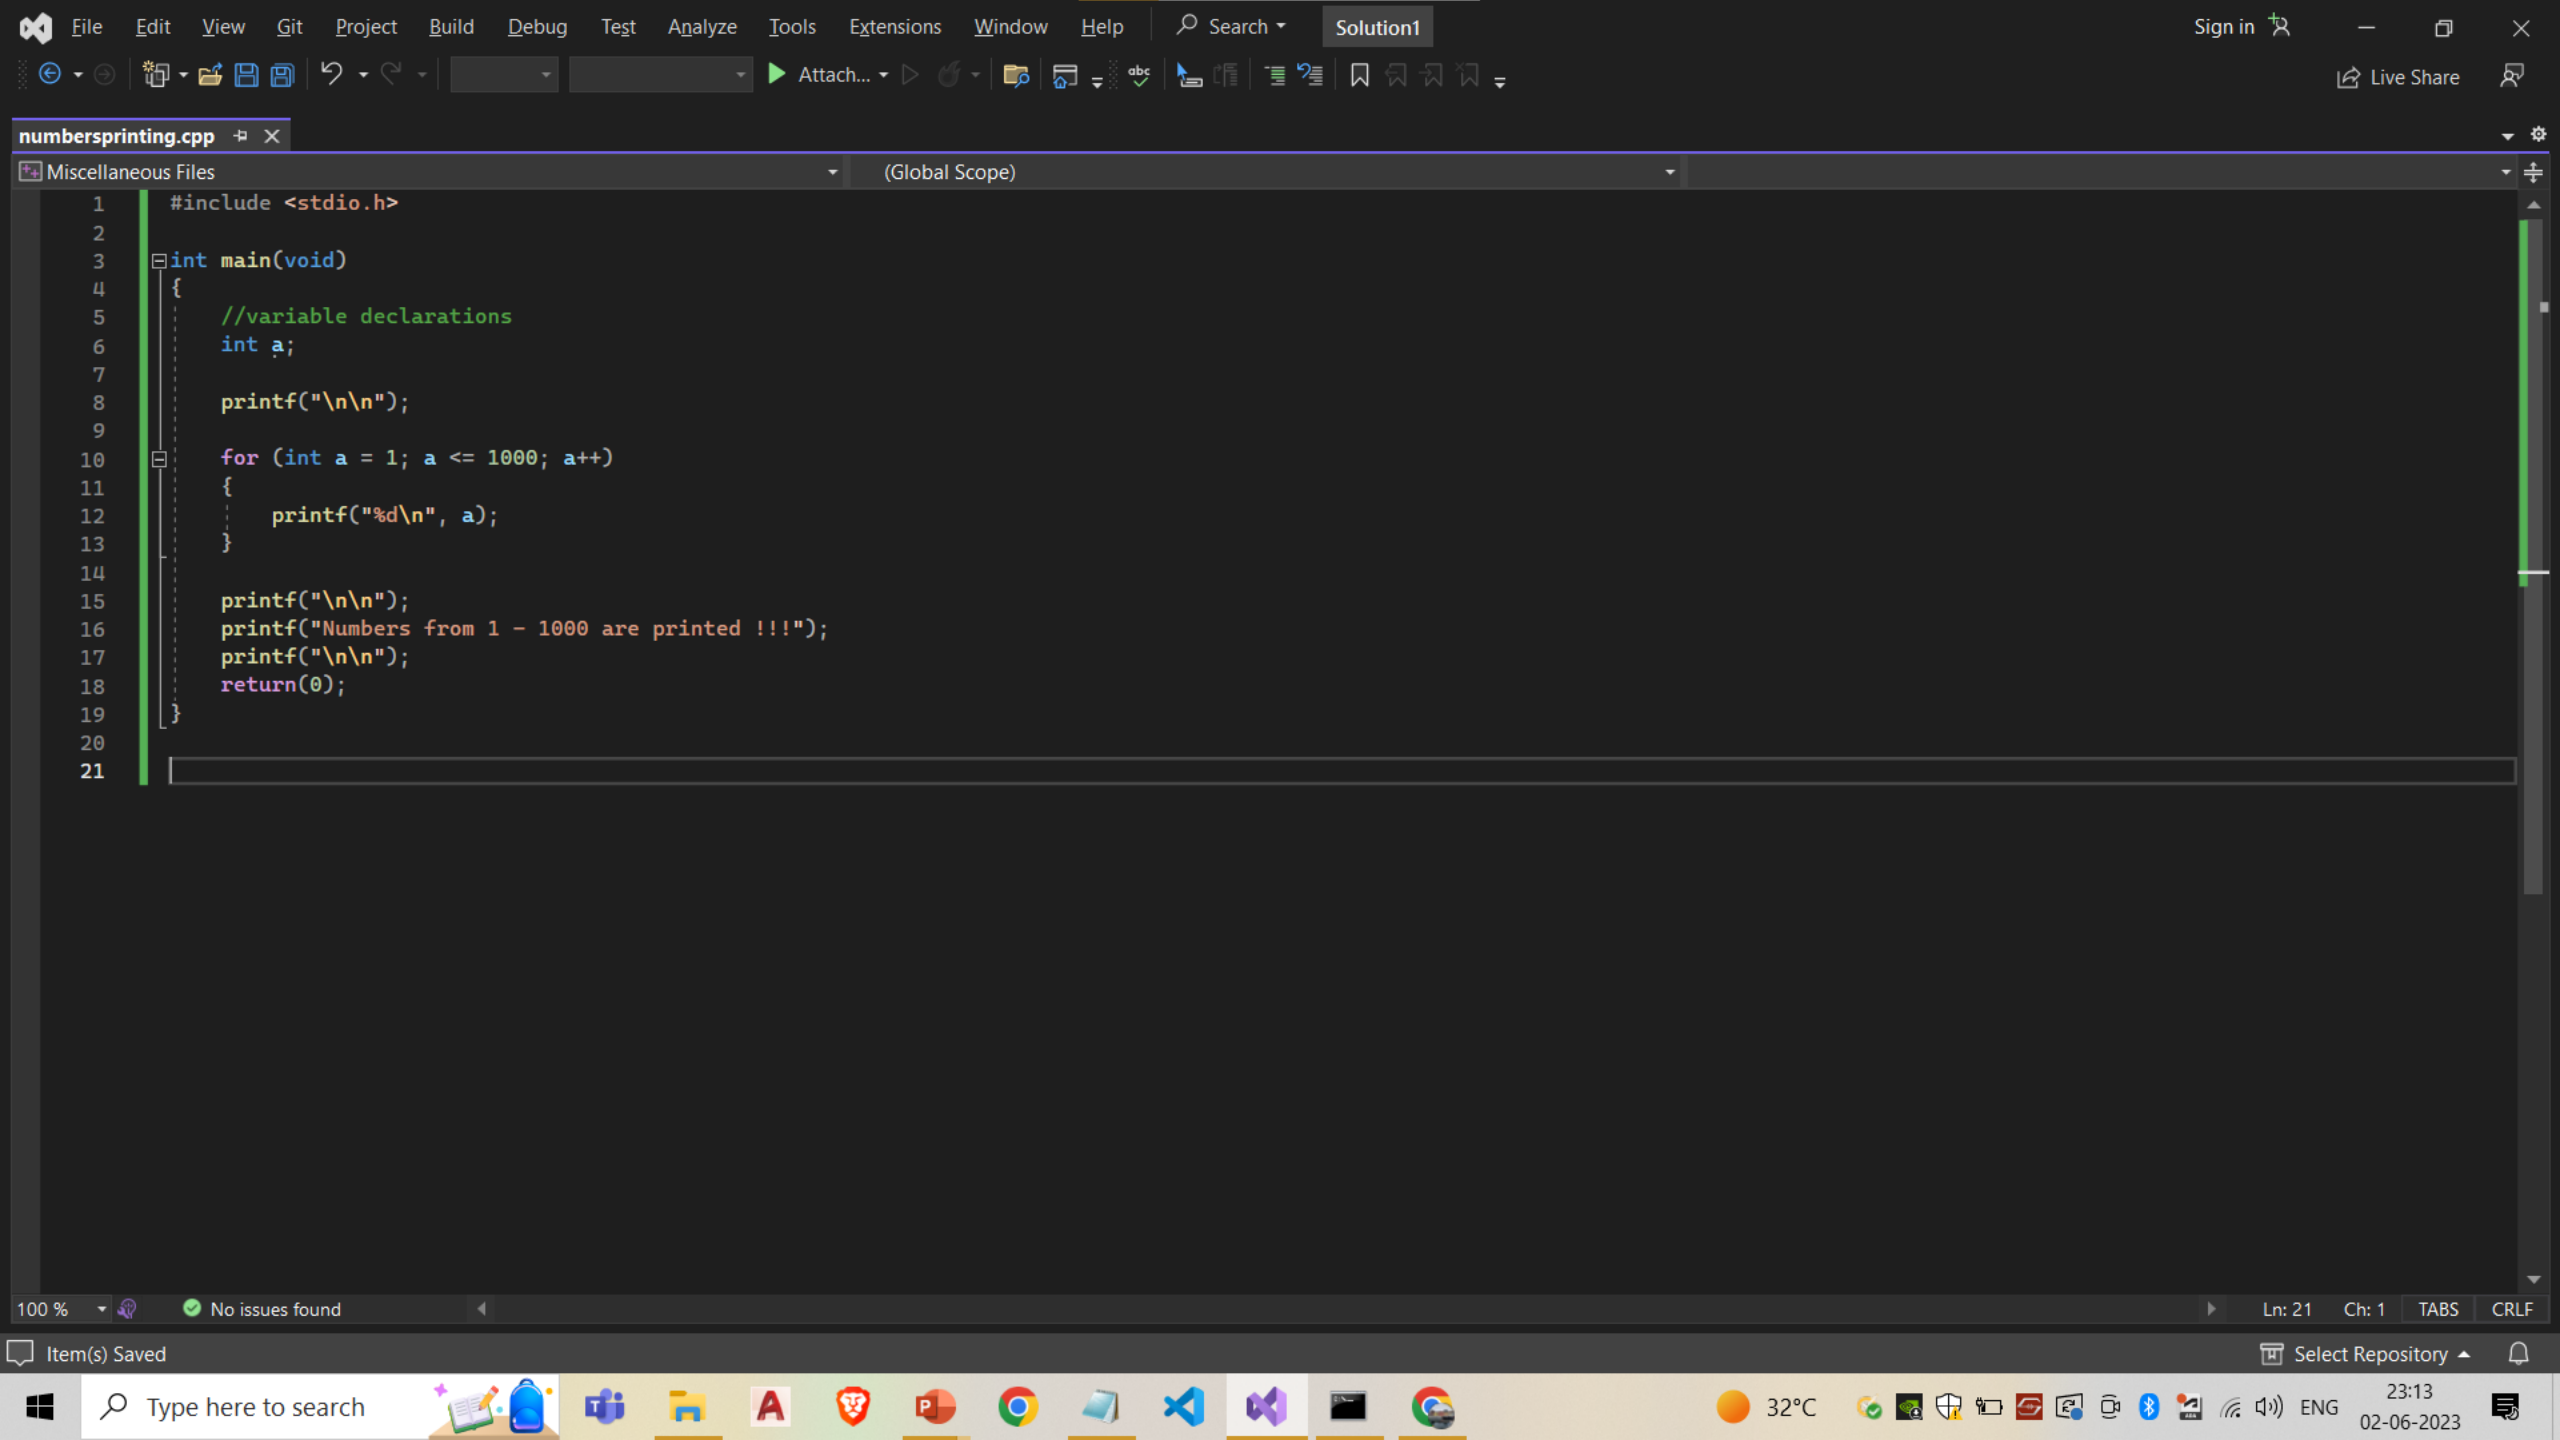 File Edit View Git Project Build Debug Test Analyze Tools Extensions Window Help Search Solution1 Sign in
Attach... abc Live Share
numbersprinting.cpp
Miscellaneous Files (Global Scope)
1 #include <stdio.h>
2
3 int main(void)
4 {
5 //variable declarations
6 int a;
7
8 printf("\n\n");
9
10 for (int a = 1; a <= 1000; a++)
11 {
12 printf("%d\n", a);
13 }
14
15 printf("\n\n");
16 printf("Numbers from 1 - 1000 are printed !!!");
17 printf("\n\n");
18 return(0);
19 }
20
21
100 % No issues found Ln: 21 Ch: 1 TABS CRLF
Item(s) Saved Select Repository
Type here to search 32°C ENG 23:13
02-06-2023